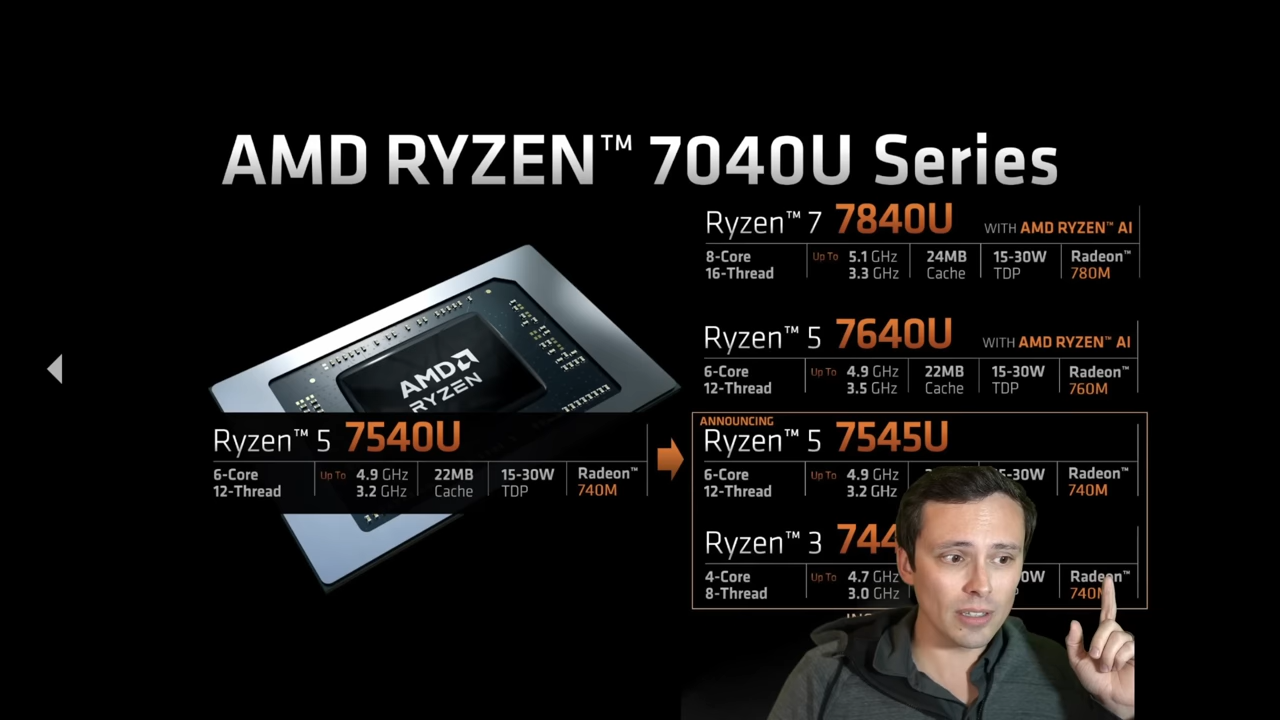 AMD RYZEN™ 7040U Series
Ryzen™ 7 7840U WITH AMD RYZEN™ AI
8-Core Up To 5.1 GHz 24MB 15-30W Radeon™
16-Thread 3.3 GHz Cache TDP 780M
Ryzen™ 5 7640U WITH AMD RYZEN™ AI
6-Core Up To 4.9 GHz 22MB 15-30W Radeon™
12-Thread 3.5 GHz Cache TDP 760M
AMD
RYZEN
Ryzen™ 5 7540U
6-Core Up To 4.9 GHz 22MB 15-30W Radeon™
12-Thread 3.2 GHz Cache TDP 740M
ANNOUNCING
Ryzen™ 5 7545U
6-Core Up To 4.9 GHz Radeon™
12-Thread 3.2 GHz 740M
Ryzen™ 3
4-Core Up To 4.7 GHz Radeon™
8-Thread 3.0 GHz 740M